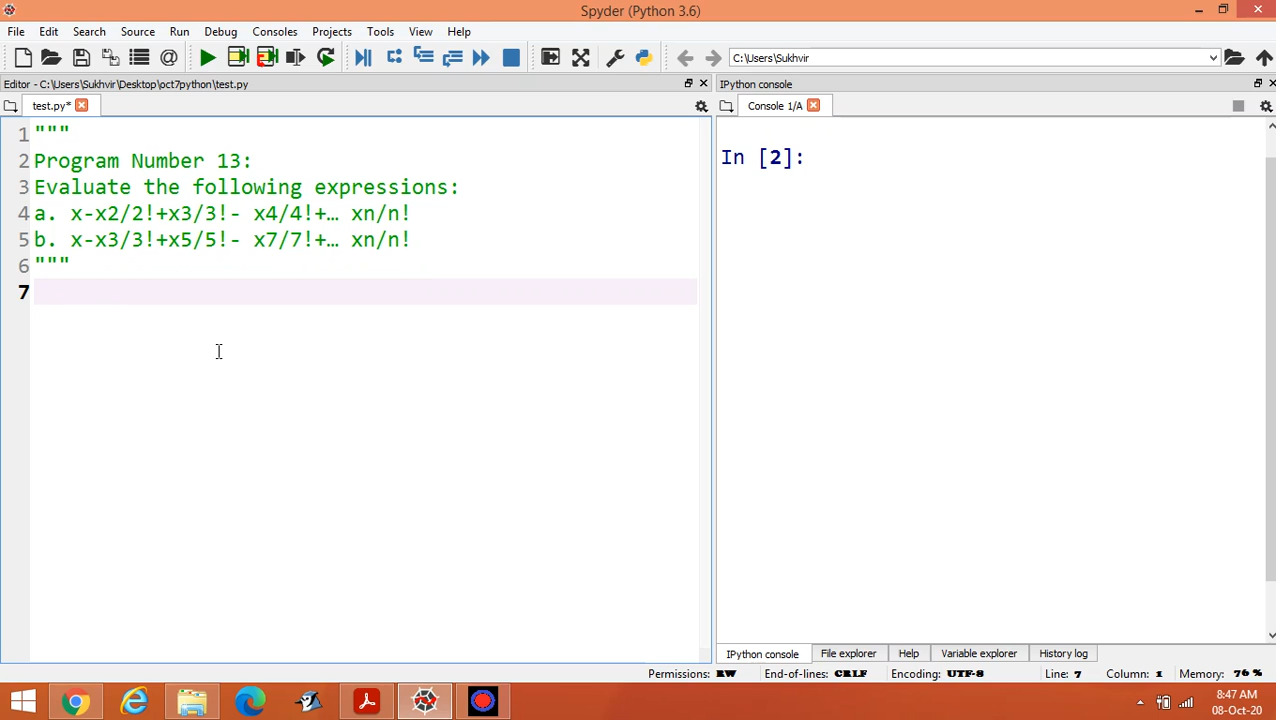 Spyder (Python 3.6)
File Edit Search Source Run Debug Consoles Projects Tools View Help
C:\Users\Sukhvir
Editor - C:\Users\Sukhvir\Desktop\oct7python\test.py
IPython console
test.py*
Console 1/A
1 """
2 Program Number 13:
3 Evaluate the following expressions:
4 a. x-x2/2!+x3/3!- x4/4!+… xn/n!
5 b. x-x3/3!+x5/5!- x7/7!+… xn/n!
6 """
7
In [2]:
IPython console File explorer Help Variable explorer History log
Permissions: RW End-of-lines: CRLF Encoding: UTF-8 Line: 7 Column: 1 Memory: 76 %
8:47 AM
08-Oct-20